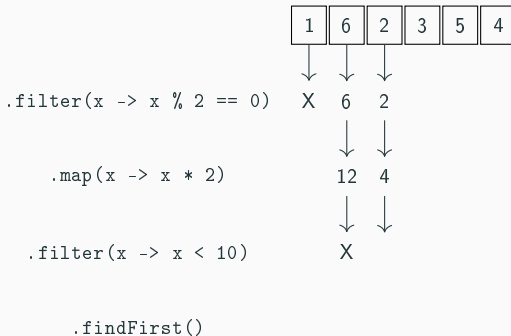 1 6 2 3 5 4
.filter(x -> x % 2 == 0) X 6 2
.map(x -> x * 2) 12 4
.filter(x -> x < 10) X
.findFirst()